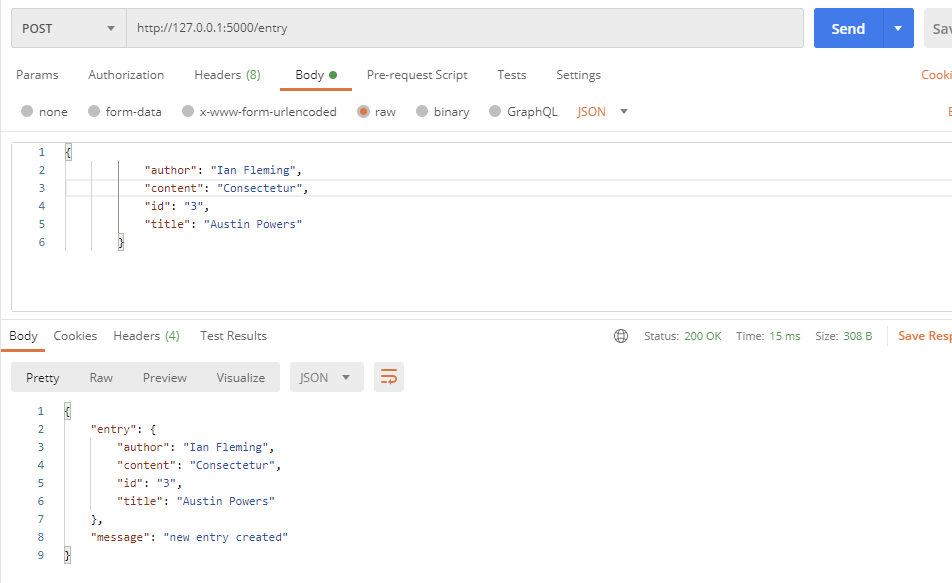 POST http://127.0.0.1:5000/entry Send Sav
Params Authorization Headers (8) Body Pre-request Script Tests Settings Cooki
none form-data x-www-form-urlencoded raw binary GraphQL JSON
1 {
2 "author": "Ian Fleming",
3 "content": "Consectetur",
4 "id": "3",
5 "title": "Austin Powers"
6 }
Body Cookies Headers (4) Test Results Status: 200 OK Time: 15 ms Size: 308 B Save Resp
Pretty Raw Preview Visualize JSON
1 {
2 "entry": {
3 "author": "Ian Fleming",
4 "content": "Consectetur",
5 "id": "3",
6 "title": "Austin Powers"
7 },
8 "message": "new entry created"
9 }